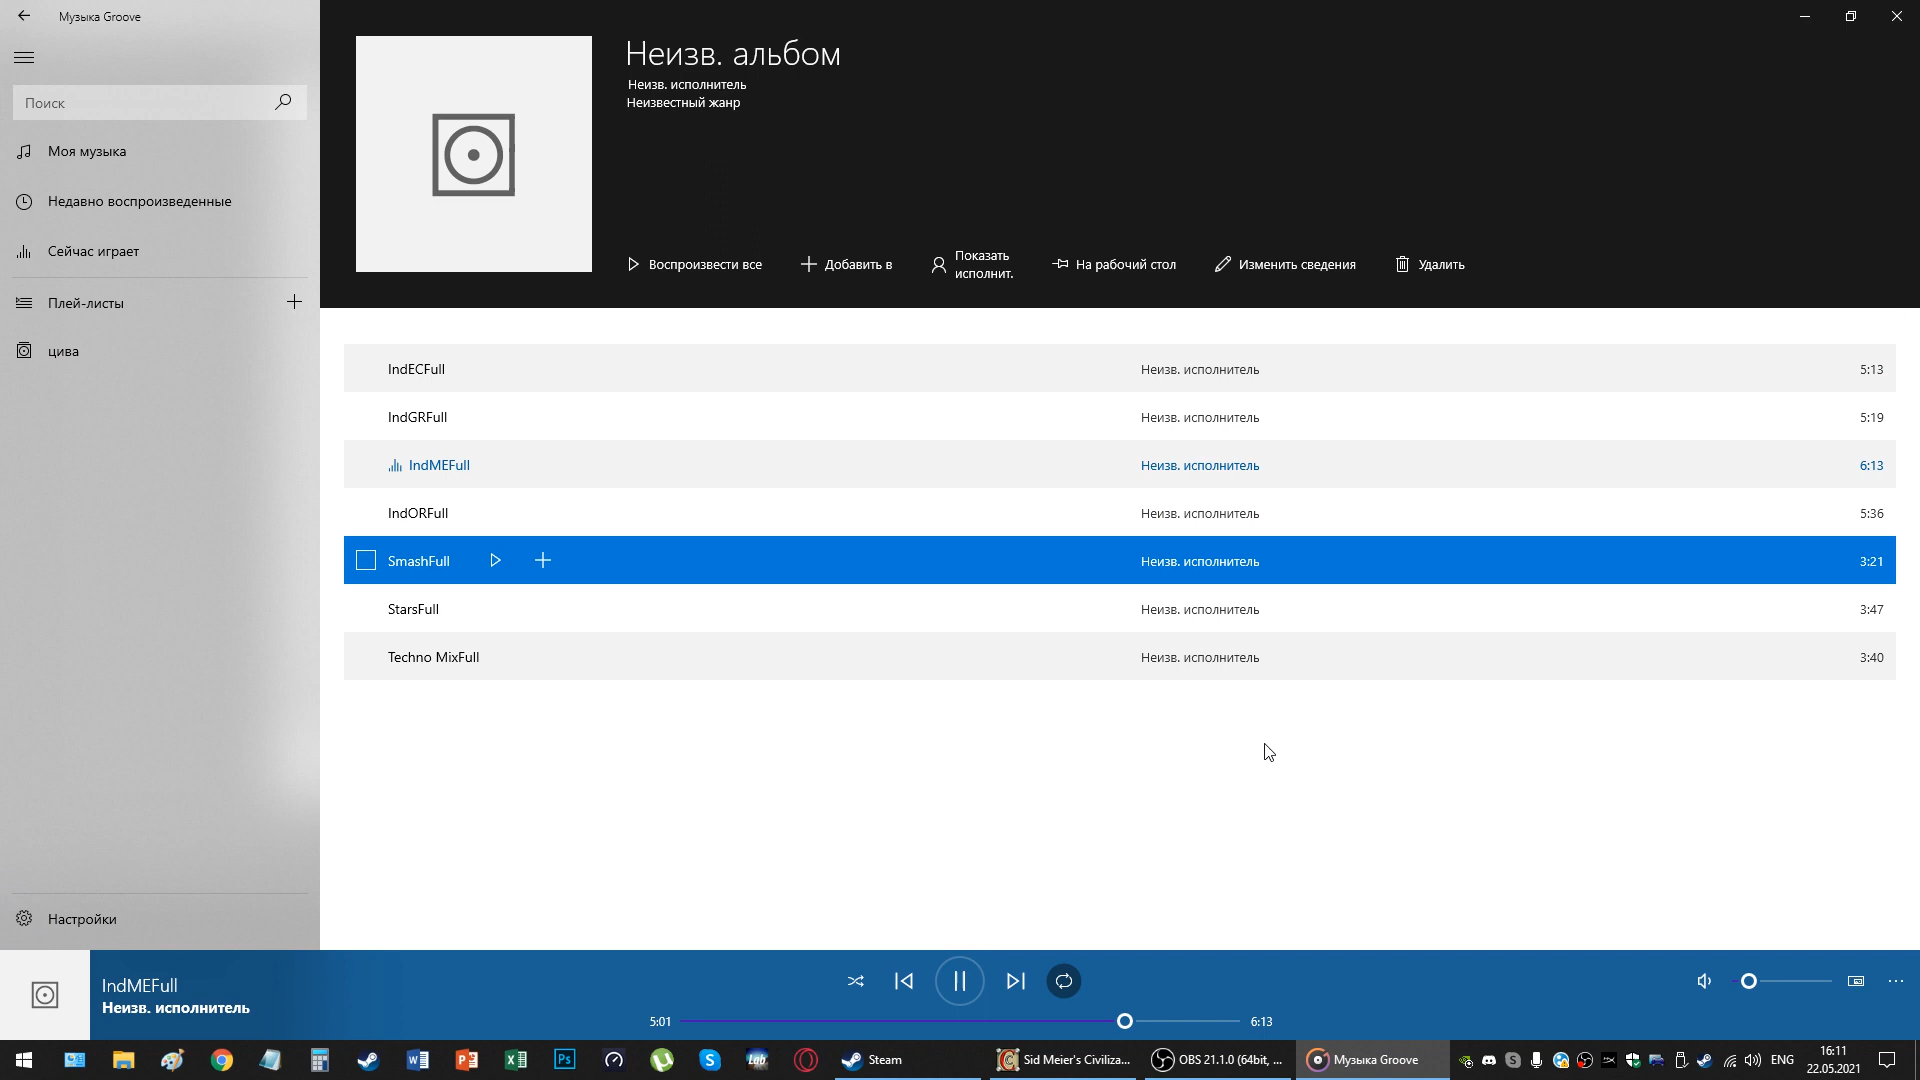 Музыка Groove
Поиск
Моя музыка
Недавно воспроизведенные
Сейчас играет
Плей-листы
цива
Настройки
Неизв. альбом
Неизв. исполнитель
Неизвестный жанр
Воспроизвести все
Добавить в
Показать
исполнит.
На рабочий стол
Изменить сведения
Удалить
IndECFull Неизв. исполнитель 5:13
IndGRFull Неизв. исполнитель 5:19
IndMEFull Неизв. исполнитель 6:13
IndORFull Неизв. исполнитель 5:36
SmashFull Неизв. исполнитель 3:21
StarsFull Неизв. исполнитель 3:47
Techno MixFull Неизв. исполнитель 3:40
IndMEFull
Неизв. исполнитель
5:01 6:13
Lab
Steam
Sid Meier's Civiliza...
OBS 21.1.0 (64bit, ...
Музыка Groove
ENG
16:11
22.05.2021